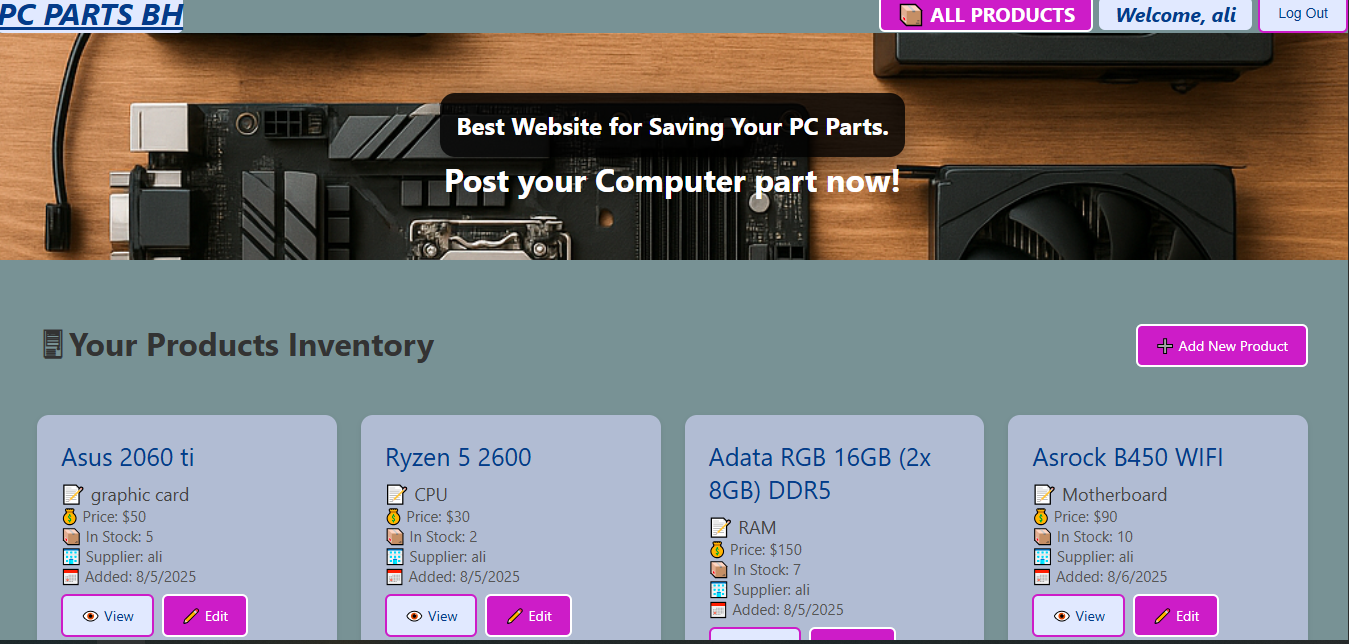 PC PARTS BH
ALL PRODUCTS
Welcome, ali
Log Out
Best Website for Saving Your PC Parts.
Post your Computer part now!
Your Products Inventory
Add New Product
Asus 2060 ti
graphic card
Price: $50
In Stock: 5
Supplier: ali
Added: 8/5/2025
View
Edit
Ryzen 5 2600
CPU
Price: $30
In Stock: 2
Supplier: ali
Added: 8/5/2025
View
Edit
Adata RGB 16GB (2x
8GB) DDR5
RAM
Price: $150
In Stock: 7
Supplier: ali
Added: 8/5/2025
Asrock B450 WIFI
Motherboard
Price: $90
In Stock: 10
Supplier: ali
Added: 8/6/2025
View
Edit